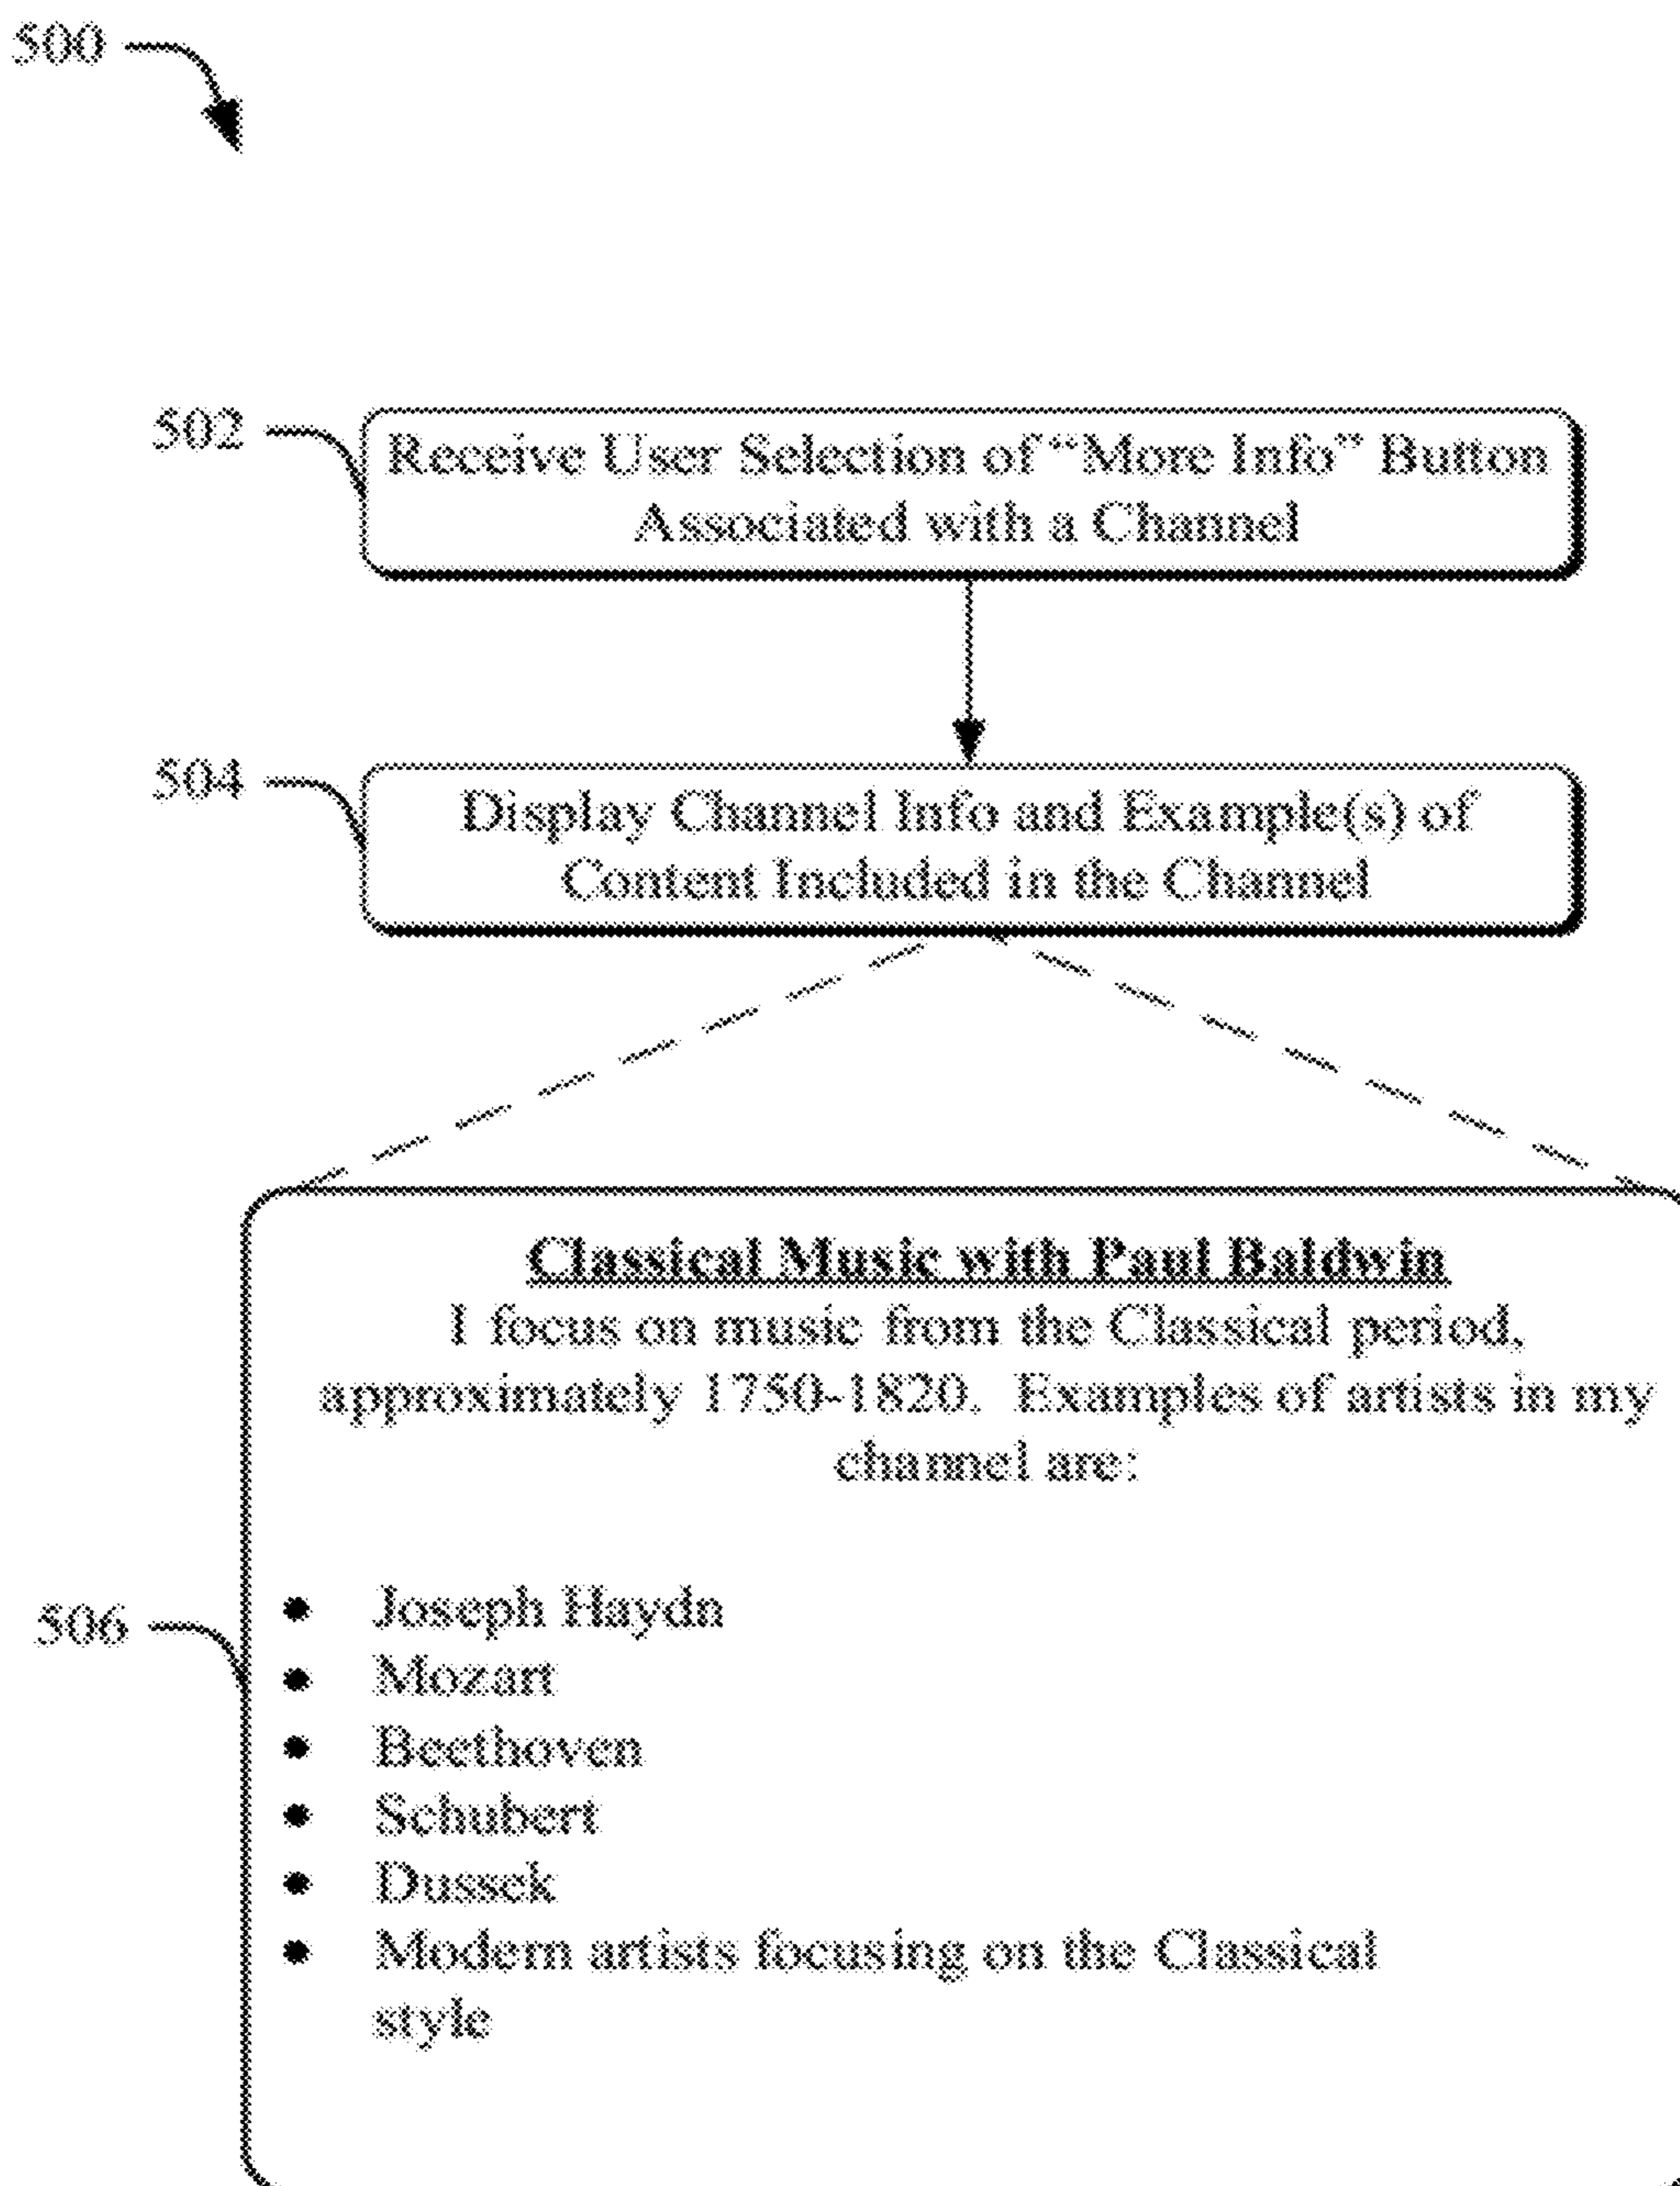 500
502
Receive User Selection of “More Info” Button
Associated with a Channel
504
Display Channel Info and Example(s) of
Content Included in the Channel
Classical Music with Paul Baldwin
I focus on music from the Classical period,
approximately 1750-1820.  Examples of artists in my
channel are:
506
• Joseph Haydn
• Mozart
• Beethoven
• Schubert
• Dussek
• Modern artists focusing on the Classical
style